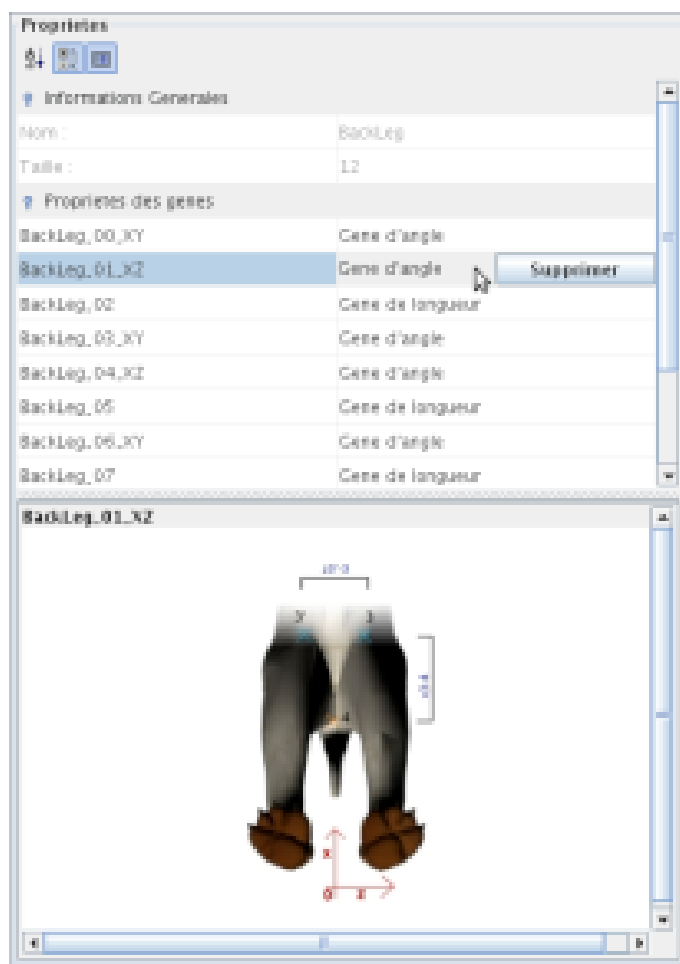 Proprietes
Informations Generales
Nom : BackLeg
Taille : 12
Proprietes des genes
BackLeg_00_XY Gene d'angle
BackLeg_01_XZ Gene d'angle Supprimer
BackLeg_02 Gene de longueur
BackLeg_03_XY Gene d'angle
BackLeg_04_XZ Gene d'angle
BackLeg_05 Gene de longueur
BackLeg_06_XY Gene d'angle
BackLeg_07 Gene de longueur
BackLeg_01_XZ